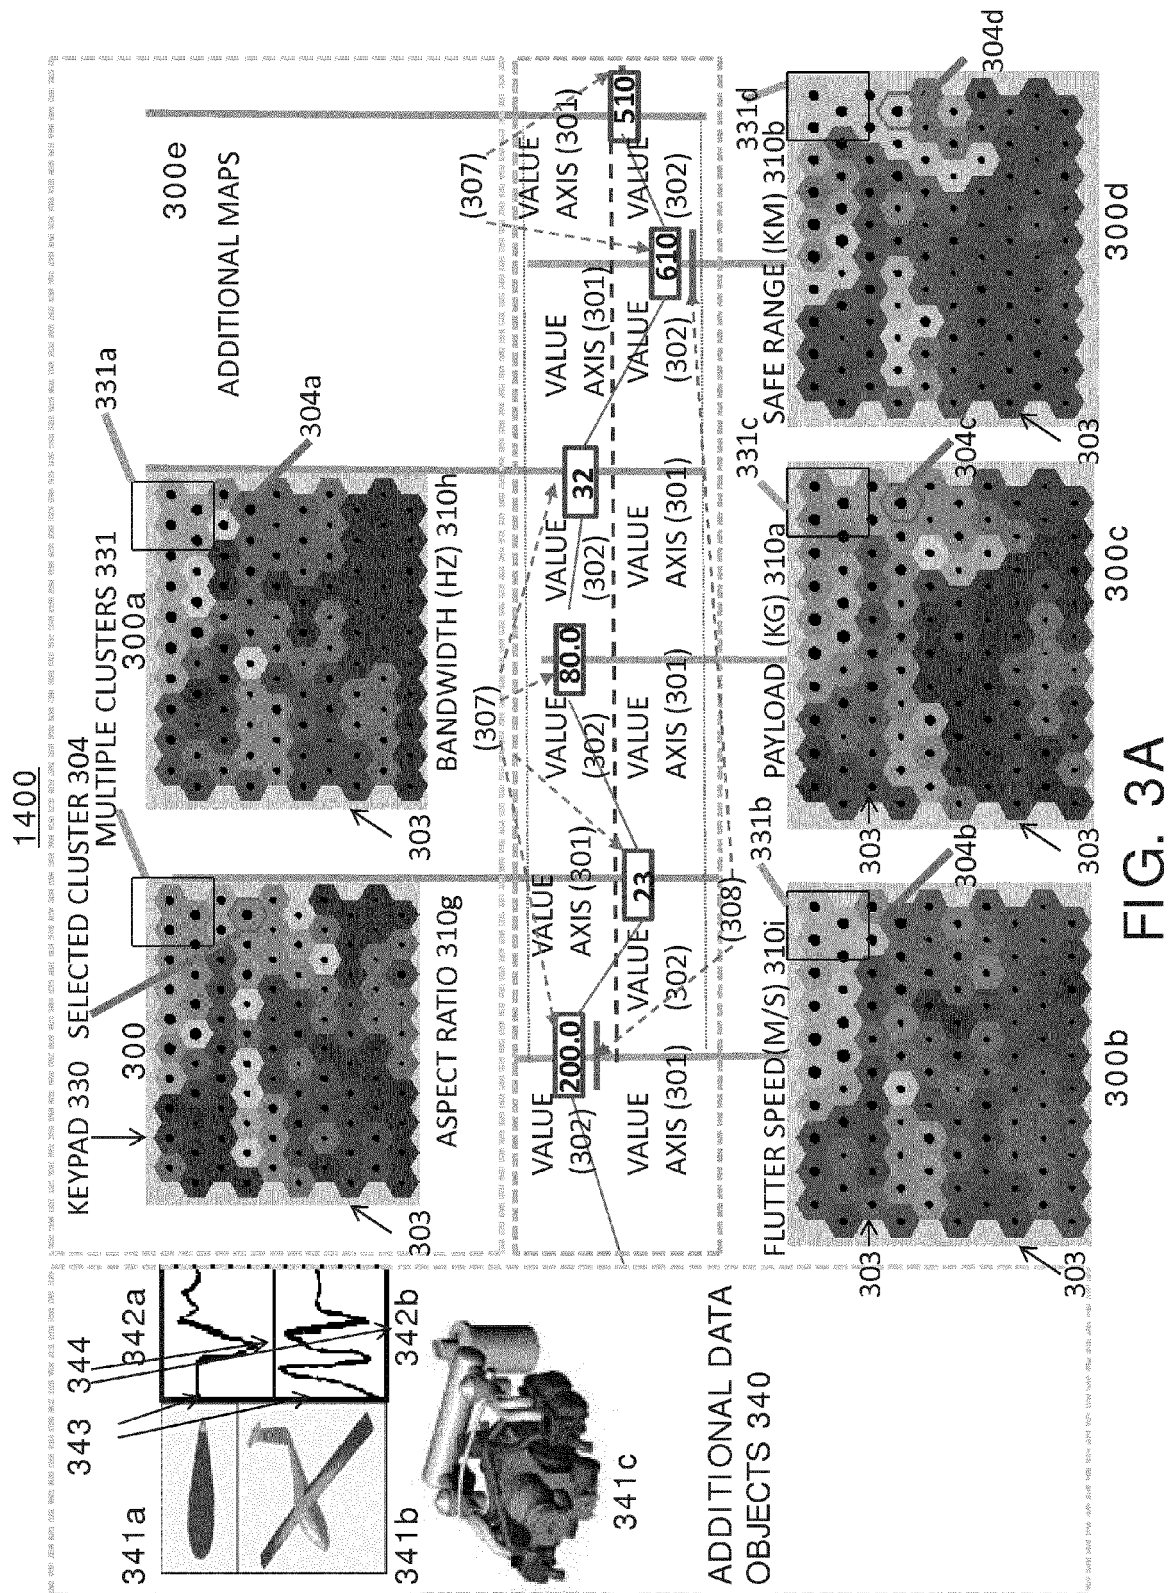 1400
KEYPAD 330 SELECTED CLUSTER 304
MULTIPLE CLUSTERS 331
300
300a
331a
304a
300e
ADDITIONAL MAPS
303
ASPECT RATIO 310g
303
BANDWIDTH (HZ) 310h
(307)
(307)
VALUE
(302)
200.0
VALUE
AXIS (301)
VALUE
AXIS (301)
23
VALUE
(302)
(308)
VALUE
(302)
80.0
VALUE
AXIS (301)
VALUE
(302)
32
VALUE
AXIS (301)
VALUE
AXIS (301)
610
VALUE
(302)
VALUE
AXIS (301)
510
VALUE
(302)
FLUTTER SPEED(M/S) 310i
331b
304b
303
303
300b
PAYLOAD (KG) 310a
331c
304c
303
303
300c
SAFE RANGE (KM) 310b
331d
304d
303
300d
341a
343
344
342a
341b
342b
341c
ADDITIONAL DATA
OBJECTS 340
FIG. 3A